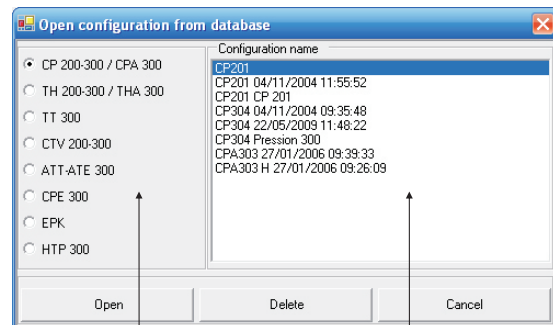 Open configuration from database
CP 200-300 / CPA 300
TH 200-300 / THA 300
TT 300
CTV 200-300
ATT-ATE 300
CPE 300
EPK
HTP 300
Configuration name
CP201
CP201 04/11/2004 11:55:52
CP201 CP 201
CP304 04/11/2004 09:35:48
CP304 22/05/2009 11:48:22
CP304 Pression 300
CPA303 27/01/2006 09:39:33
CPA303 H 27/01/2006 09:26:09
Open
Delete
Cancel